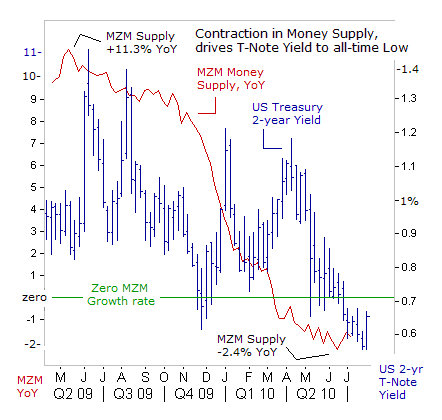 Contraction in Money Supply,
drives T-Note Yield to all-time Low
MZM Supply
+11.3% YoY
MZM Money
Supply, YoY
US Treasury
2-year Yield
Zero MZM
Growth rate
MZM Supply
-2.4% YoY
11-
10-
9
8
7
6
5
4
3
2
1
zero
-1
-2-
1.4
1.3
1.2
1.1
1%
0.9
0.8
0.7
0.6
MZM
YoY
M J J A S O N D J F M A M J J
Q2 09 Q3 09 Q4 09 Q1 10 Q2 10
US 2-yr
T-Note
Yield